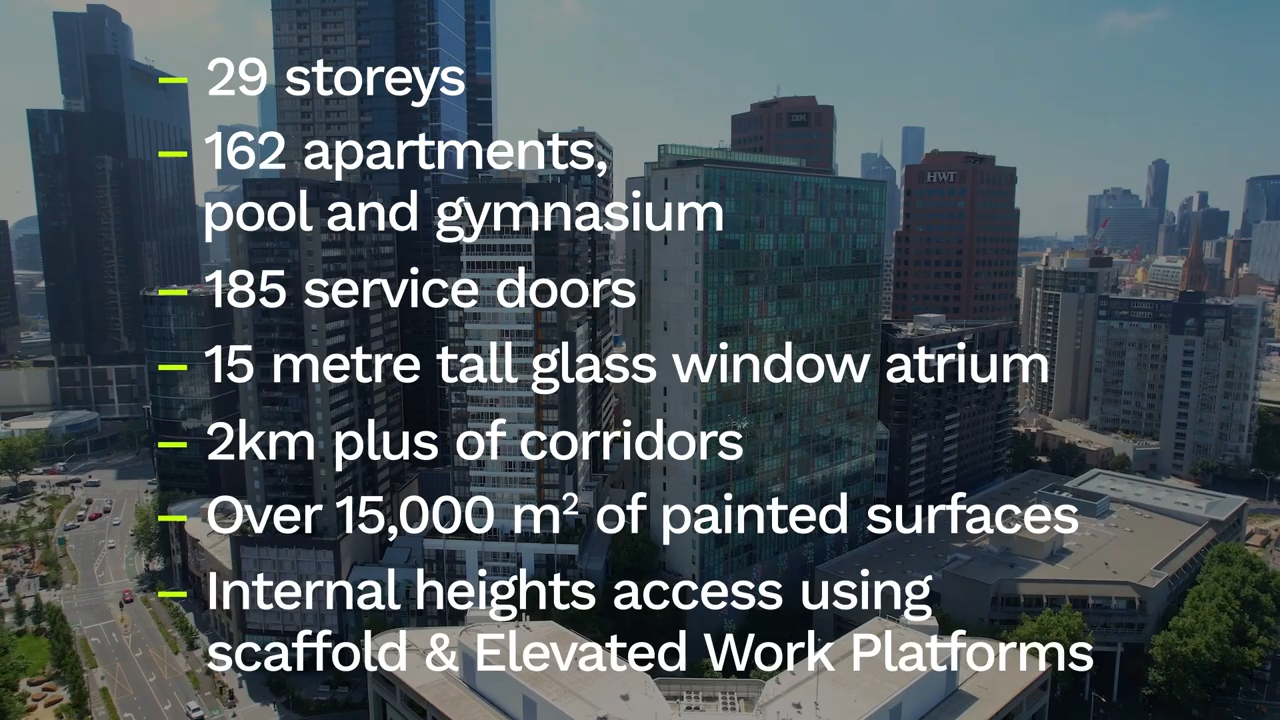 – 29 storeys
– 162 apartments,
pool and gymnasium
– 185 service doors
– 15 metre tall glass window atrium
– 2km plus of corridors
– Over 15,000 m² of painted surfaces
– Internal heights access using
scaffold & Elevated Work Platforms
HWT